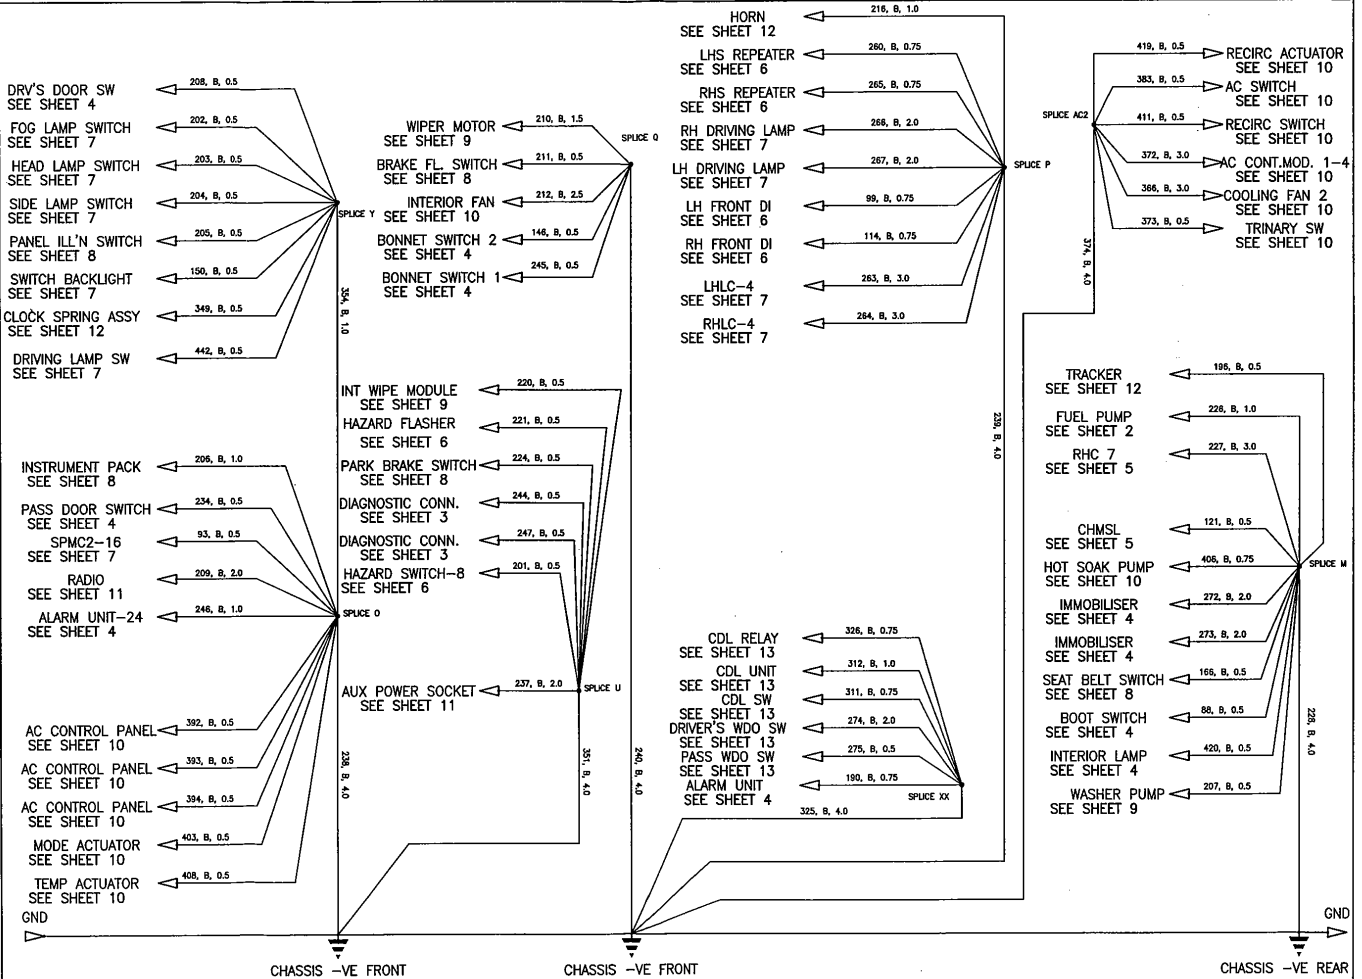 DRV'S DOOR SW
SEE SHEET 4
208, B, 0.5
FOG LAMP SWITCH
SEE SHEET 7
202, B, 0.5
HEAD LAMP SWITCH
SEE SHEET 7
203, B, 0.5
SIDE LAMP SWITCH
SEE SHEET 7
204, B, 0.5
PANEL ILL'N SWITCH
SEE SHEET 8
205, B, 0.5
SWITCH BACKLIGHT
SEE SHEET 7
150, B, 0.5
CLOCK SPRING ASSY
SEE SHEET 12
349, B, 0.5
DRIVING LAMP SW
SEE SHEET 7
442, B, 0.5
SPLICE Y
354, B, 1.0
INSTRUMENT PACK
SEE SHEET 8
206, B, 1.0
PASS DOOR SWITCH
SEE SHEET 4
234, B, 0.5
SPMC2-16
SEE SHEET 7
93, B, 0.5
RADIO
SEE SHEET 11
209, B, 2.0
ALARM UNIT-24
SEE SHEET 4
246, B, 1.0
SPLICE O
AC CONTROL PANEL
SEE SHEET 10
392, B, 0.5
AC CONTROL PANEL
SEE SHEET 10
393, B, 0.5
AC CONTROL PANEL
SEE SHEET 10
394, B, 0.5
MODE ACTUATOR
SEE SHEET 10
403, B, 0.5
TEMP ACTUATOR
SEE SHEET 10
408, B, 0.5
238, B, 4.0
WIPER MOTOR
SEE SHEET 9
210, B, 1.5
BRAKE FL. SWITCH
SEE SHEET 8
211, B, 0.5
INTERIOR FAN
SEE SHEET 10
212, B, 2.5
BONNET SWITCH 2
SEE SHEET 4
146, B, 0.5
BONNET SWITCH 1
SEE SHEET 4
245, B, 0.5
SPLICE Q
INT WIPE MODULE
SEE SHEET 9
220, B, 0.5
HAZARD FLASHER
SEE SHEET 6
221, B, 0.5
PARK BRAKE SWITCH
SEE SHEET 8
224, B, 0.5
DIAGNOSTIC CONN.
SEE SHEET 3
244, B, 0.5
DIAGNOSTIC CONN.
SEE SHEET 3
247, B, 0.5
HAZARD SWITCH-8
SEE SHEET 6
201, B, 0.5
AUX POWER SOCKET
SEE SHEET 11
237, B, 2.0
SPLICE U
351, B, 4.0
240, B, 4.0
HORN
SEE SHEET 12
216, B, 1.0
LHS REPEATER
SEE SHEET 6
260, B, 0.75
RHS REPEATER
SEE SHEET 6
265, B, 0.75
RH DRIVING LAMP
SEE SHEET 7
266, B, 2.0
LH DRIVING LAMP
SEE SHEET 7
267, B, 2.0
LH FRONT DI
SEE SHEET 6
99, B, 0.75
RH FRONT DI
SEE SHEET 6
114, B, 0.75
LHLC-4
SEE SHEET 7
263, B, 3.0
RHLC-4
SEE SHEET 7
264, B, 3.0
SPLICE P
239, B, 4.0
CDL RELAY
SEE SHEET 13
326, B, 0.75
CDL UNIT
SEE SHEET 13
312, B, 1.0
CDL SW
SEE SHEET 13
311, B, 0.75
DRIVER'S WDO SW
SEE SHEET 13
274, B, 2.0
PASS WDO SW
SEE SHEET 13
275, B, 0.5
ALARM UNIT
SEE SHEET 4
190, B, 0.75
SPLICE XX
325, B, 4.0
SPLICE AC2
419, B, 0.5
RECIRC ACTUATOR
SEE SHEET 10
383, B, 0.5
AC SWITCH
SEE SHEET 10
411, B, 0.5
RECIRC SWITCH
SEE SHEET 10
372, B, 3.0
AC CONT.MOD. 1-4
SEE SHEET 10
366, B, 3.0
COOLING FAN 2
SEE SHEET 10
373, B, 0.5
TRINARY SW
SEE SHEET 10
374, B, 4.0
TRACKER
SEE SHEET 12
196, B, 0.5
FUEL PUMP
SEE SHEET 2
226, B, 1.0
RHC 7
SEE SHEET 5
227, B, 3.0
CHMSL
SEE SHEET 5
121, B, 0.5
HOT SOAK PUMP
SEE SHEET 10
406, B, 0.75
IMMOBILISER
SEE SHEET 4
272, B, 2.0
IMMOBILISER
SEE SHEET 4
273, B, 2.0
SEAT BELT SWITCH
SEE SHEET 8
166, B, 0.5
BOOT SWITCH
SEE SHEET 4
88, B, 0.5
INTERIOR LAMP
SEE SHEET 4
420, B, 0.5
WASHER PUMP
SEE SHEET 9
207, B, 0.5
SPLICE M
228, B, 4.0
GND
GND
CHASSIS -VE FRONT
CHASSIS -VE FRONT
CHASSIS -VE REAR